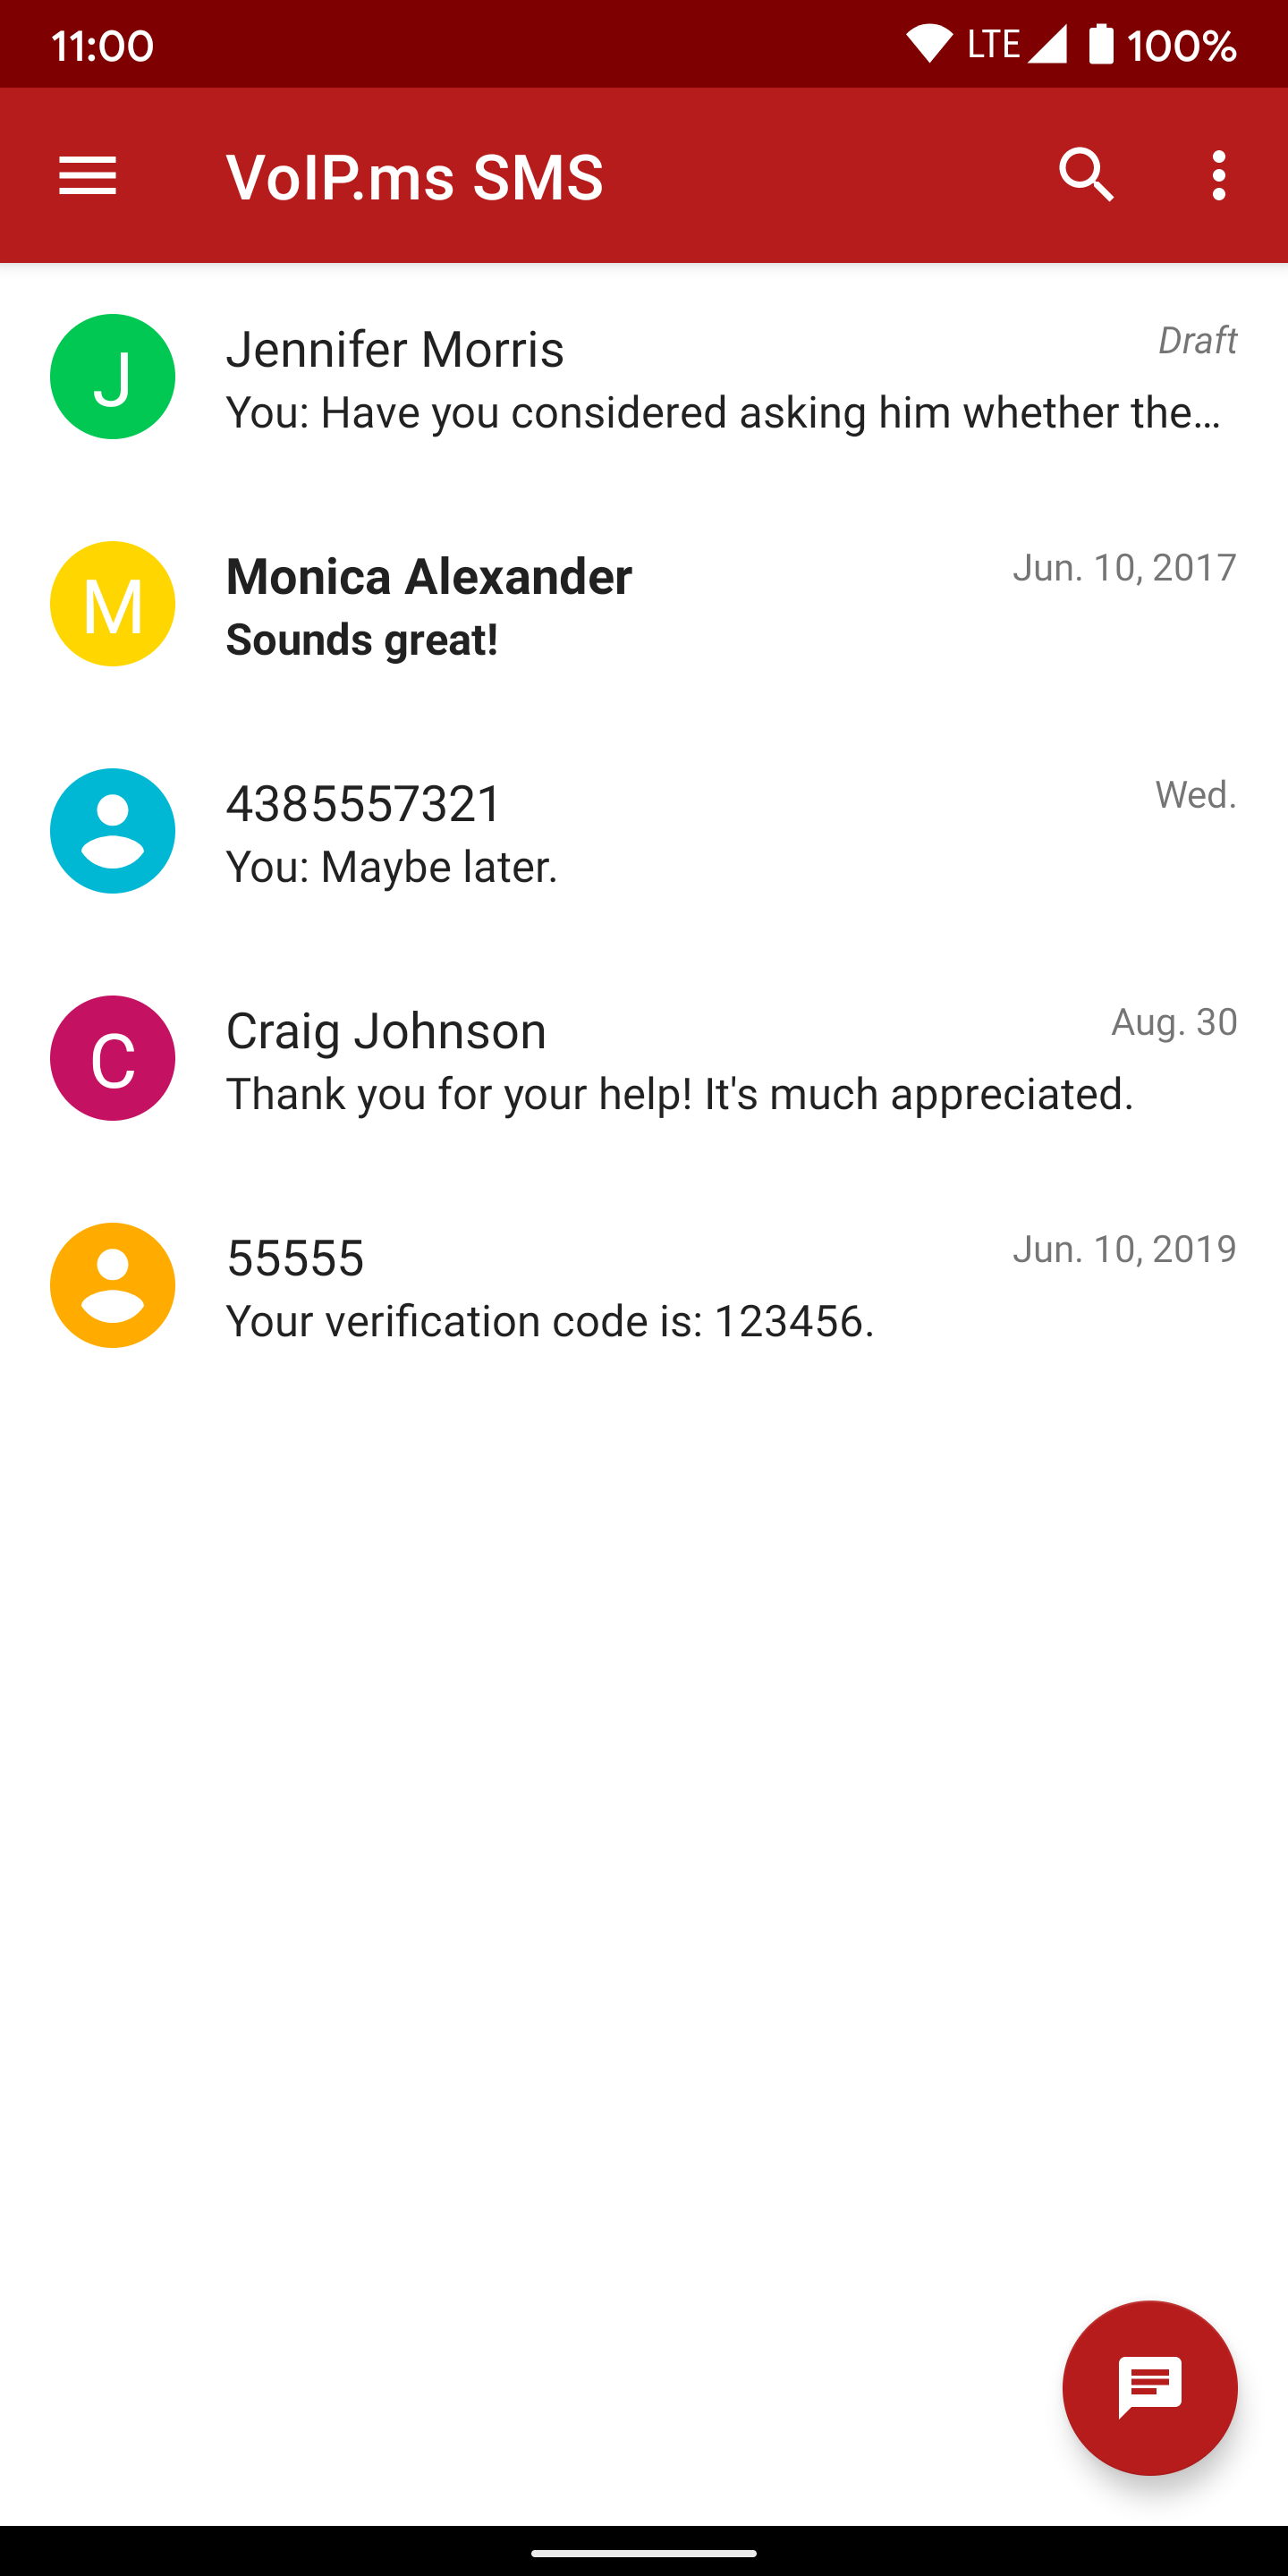 11:00 LTE 100%
VoIP.ms SMS
J
Jennifer Morris Draft
You: Have you considered asking him whether the…
M
Monica Alexander Jun. 10, 2017
Sounds great!
4385557321 Wed.
You: Maybe later.
C
Craig Johnson Aug. 30
Thank you for your help! It's much appreciated.
55555 Jun. 10, 2019
Your verification code is: 123456.